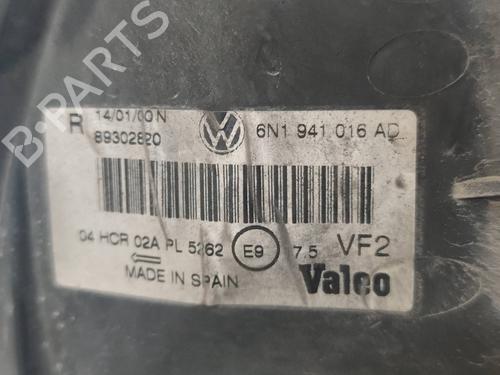 B-PARTS
R 14/01/00 N
89302820
6N1 941 016 AD
04 HCR 02A PL 5262 E9 7.5 VF2
MADE IN SPAIN
Valeo